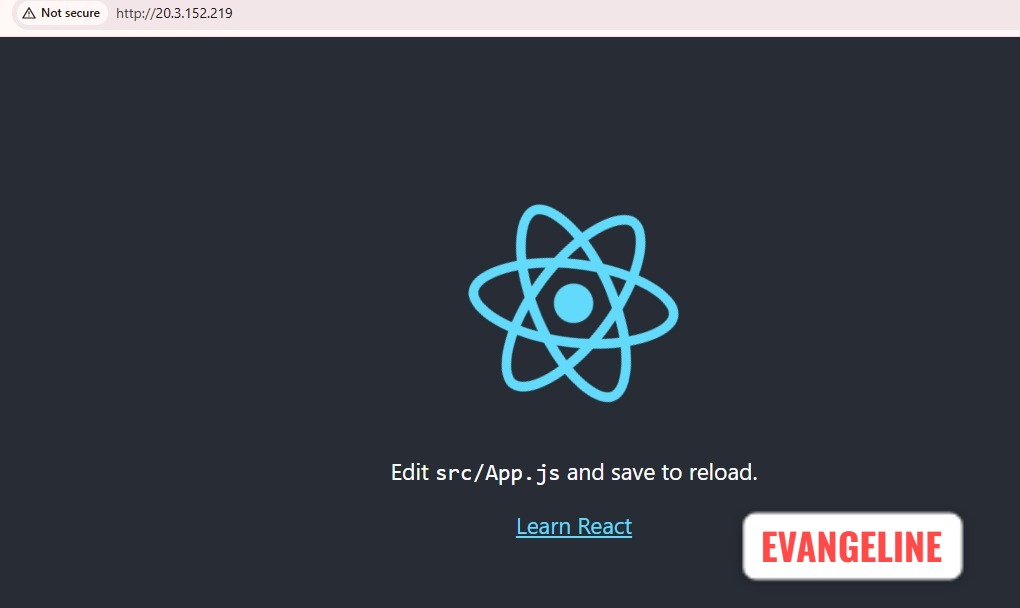 Not secure http://20.3.152.219
Edit src/App.js and save to reload.
Learn React
EVANGELINE